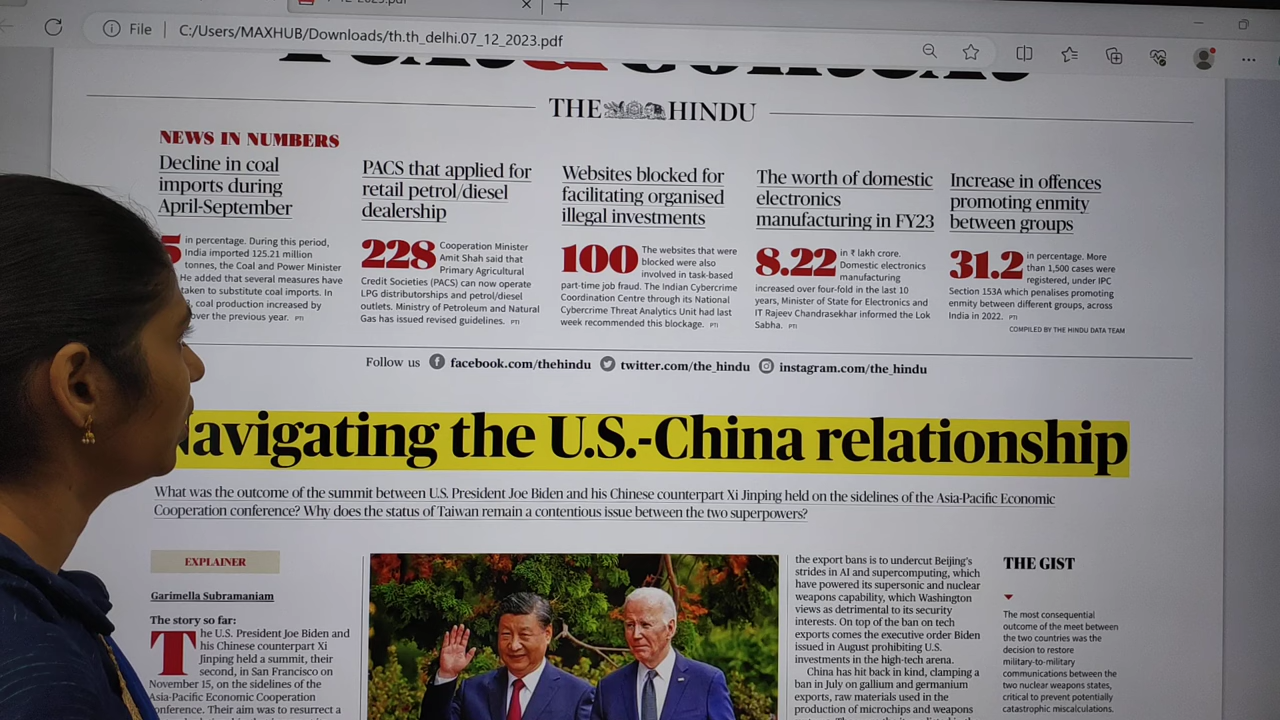 File C:/Users/MAXHUB/Downloads/th.th_delhi.07_12_2023.pdf
THE HINDU
NEWS IN NUMBERS
Decline in coal
imports during
April-September
5 in percentage. During this period,
India imported 125.21 million
tonnes, the Coal and Power Minister
He added that several measures have
taken to substitute coal imports. In
coal production increased by
over the previous year. PTI
PACS that applied for
retail petrol/diesel
dealership
228 Cooperation Minister
Amit Shah said that
Primary Agricultural
Credit Societies (PACS) can now operate
LPG distributorships and petrol/diesel
outlets. Ministry of Petroleum and Natural
Gas has issued revised guidelines. PTI
Websites blocked for
facilitating organised
illegal investments
100 The websites that were
blocked were also
involved in task-based
part-time job fraud. The Indian Cybercrime
Coordination Centre through its National
Cybercrime Threat Analytics Unit had last
week recommended this blockage. PTI
The worth of domestic
electronics
manufacturing in FY23
8.22 in ₹ lakh crore.
Domestic electronics
manufacturing
increased over four-fold in the last 10
years, Minister of State for Electronics and
IT Rajeev Chandrasekhar informed the Lok
Sabha. PTI
Increase in offences
promoting enmity
between groups
31.2 in percentage. More
than 1,500 cases were
registered, under IPC
Section 153A which penalises promoting
enmity between different groups, across
India in 2022. PTI
COMPILED BY THE HINDU DATA TEAM
Follow us facebook.com/thehindu twitter.com/the_hindu instagram.com/the_hindu
Navigating the U.S.-China relationship
What was the outcome of the summit between U.S. President Joe Biden and his Chinese counterpart Xi Jinping held on the sidelines of the Asia-Pacific Economic
Cooperation conference? Why does the status of Taiwan remain a contentious issue between the two superpowers?
EXPLAINER
Garimella Subramaniam
The story so far:
The U.S. President Joe Biden and
his Chinese counterpart Xi
Jinping held a summit, their
second, in San Francisco on
November 15, on the sidelines of the
Asia-Pacific Economic Cooperation
conference. Their aim was to resurrect a
the export bans is to undercut Beijing's
strides in AI and supercomputing, which
have powered its supersonic and nuclear
weapons capability, which Washington
views as detrimental to its security
interests. On top of the ban on tech
exports comes the executive order Biden
issued in August prohibiting U.S.
investments in the high-tech arena.
China has hit back in kind, clamping a
ban in July on gallium and germanium
exports, raw materials used in the
production of microchips and weapons
THE GIST
The most consequential
outcome of the meet between
the two countries was the
decision to restore
military-to-military
communications between the
two nuclear weapons states,
critical to prevent potentially
catastrophic miscalculations.